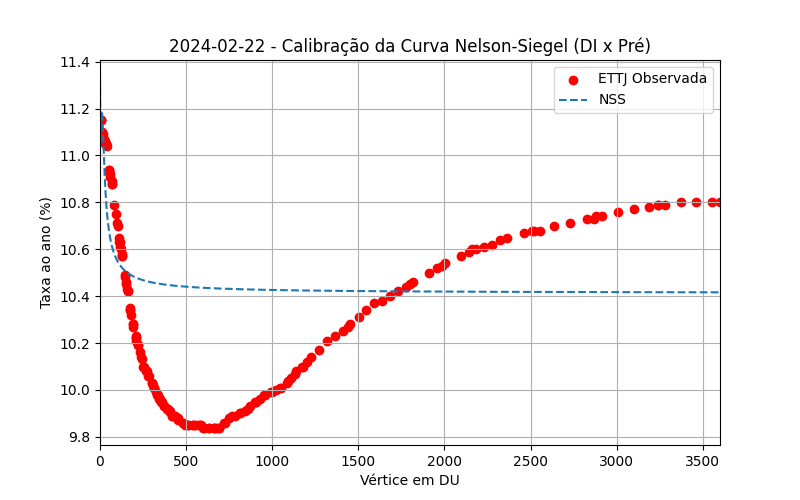 2024-02-22 - Calibração da Curva Nelson-Siegel (DI x Pré)
ETTJ Observada
NSS
11.4
11.2
11.0
10.8
10.6
10.4
10.2
10.0
9.8
Taxa ao ano (%)
0 500 1000 1500 2000 2500 3000 3500
Vértice em DU